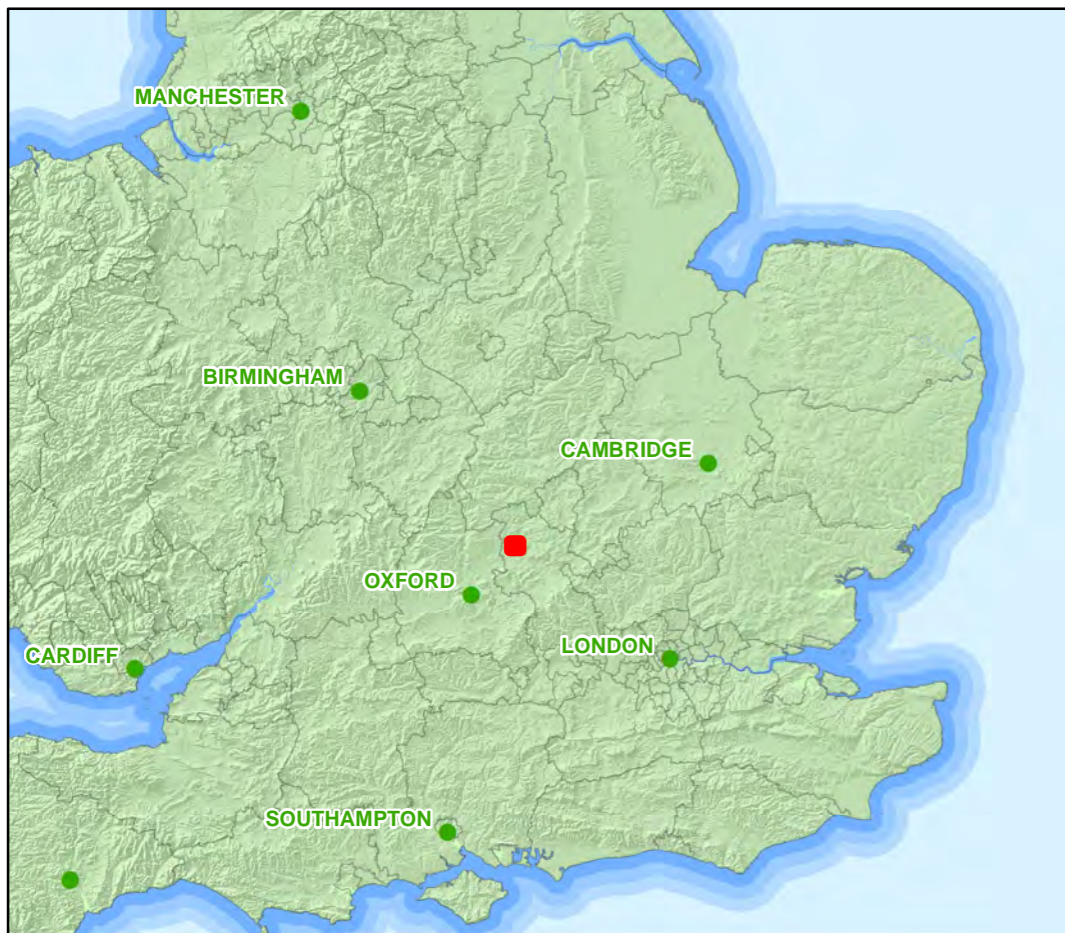 MANCHESTER
BIRMINGHAM
CAMBRIDGE
OXFORD
LONDON
CARDIFF
SOUTHAMPTON